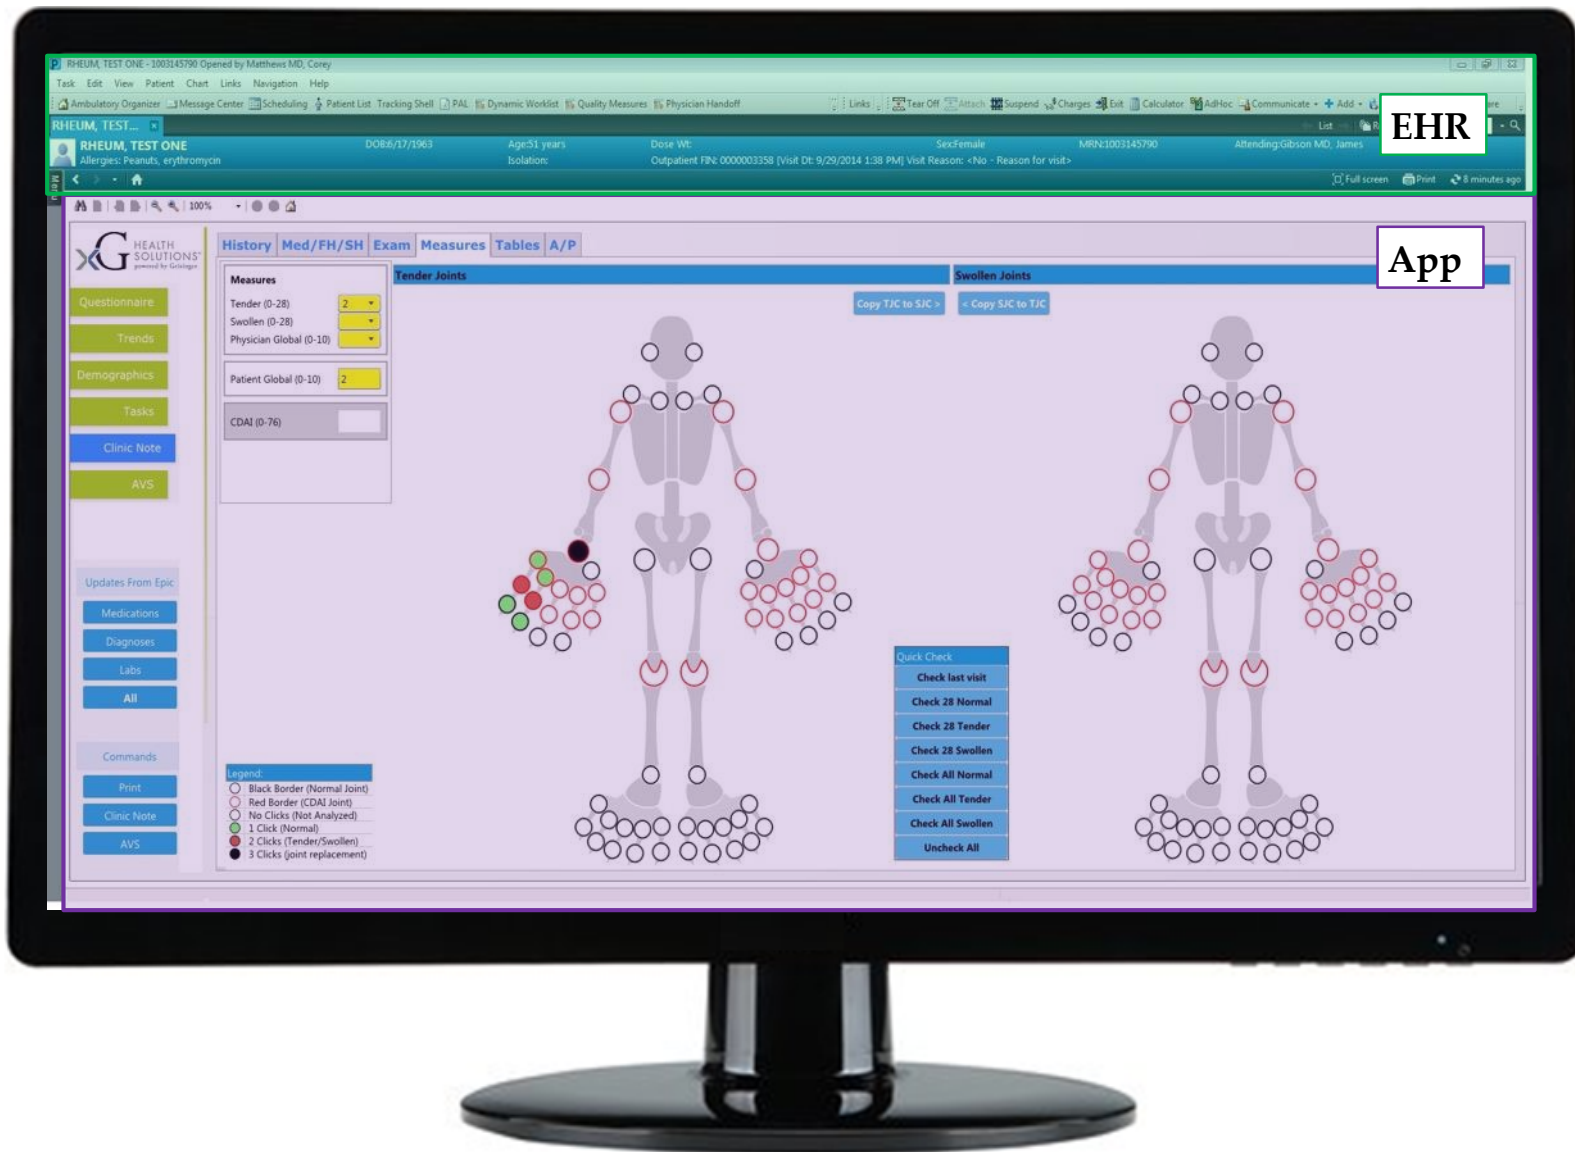 RHEUM, TEST ONE - 1003145790 Opened by Matthews MD, Corey
Task Edit View Patient Chart Links Navigation Help
Ambulatory Organizer Message Center Scheduling Patient List Tracking Shell PAL Dynamic Worklist Quality Measures Physician Handoff Links Tear Off Attach Suspend Charges Exit Calculator AdHoc Communicate Add
RHEUM, TEST... List
EHR
RHEUM, TEST ONE DOB:6/17/1963 Age:51 years Dose Wt: Sex:Female MRN:1003145790 Attending:Gibson MD, James
Allergies: Peanuts, erythromycin Isolation: Outpatient FIN: 0000003358 [Visit Dt: 9/29/2014 1:38 PM] Visit Reason: <No - Reason for visit>
Full screen Print 8 minutes ago
100%
App
xG HEALTH SOLUTIONS
powered by Geisinger
History Med/FH/SH Exam Measures Tables A/P
Questionnaire
Trends
Demographics
Tasks
Clinic Note
AVS
Updates From Epic
Medications
Diagnoses
Labs
All
Commands
Print
Clinic Note
AVS
Measures
Tender (0-28) 2
Swollen (0-28)
Physician Global (0-10)
Patient Global (0-10) 2
CDAI (0-76)
Tender Joints Swollen Joints
Copy TJC to SJC > < Copy SJC to TJC
Quick Check
Check last visit
Check 28 Normal
Check 28 Tender
Check 28 Swollen
Check All Normal
Check All Tender
Check All Swollen
Uncheck All
Legend:
Black Border (Normal Joint)
Red Border (CDAI Joint)
No Clicks (Not Analyzed)
1 Click (Normal)
2 Clicks (Tender/Swollen)
3 Clicks (joint replacement)